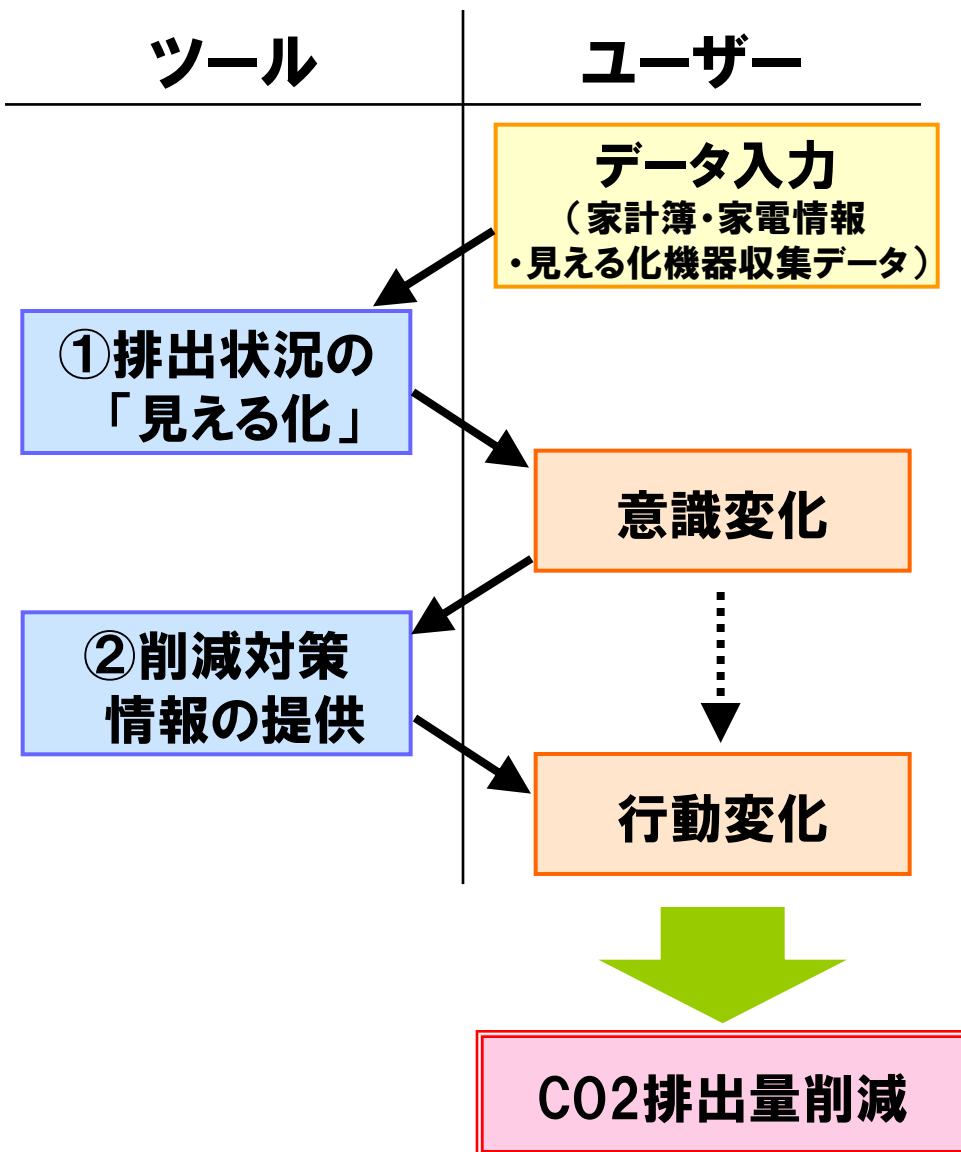 ツール
ユーザー
データ入力
（家計簿・家電情報
・見える化機器収集データ）
①排出状況の
「見える化」
意識変化
②削減対策
情報の提供
行動変化
CO2排出量削減